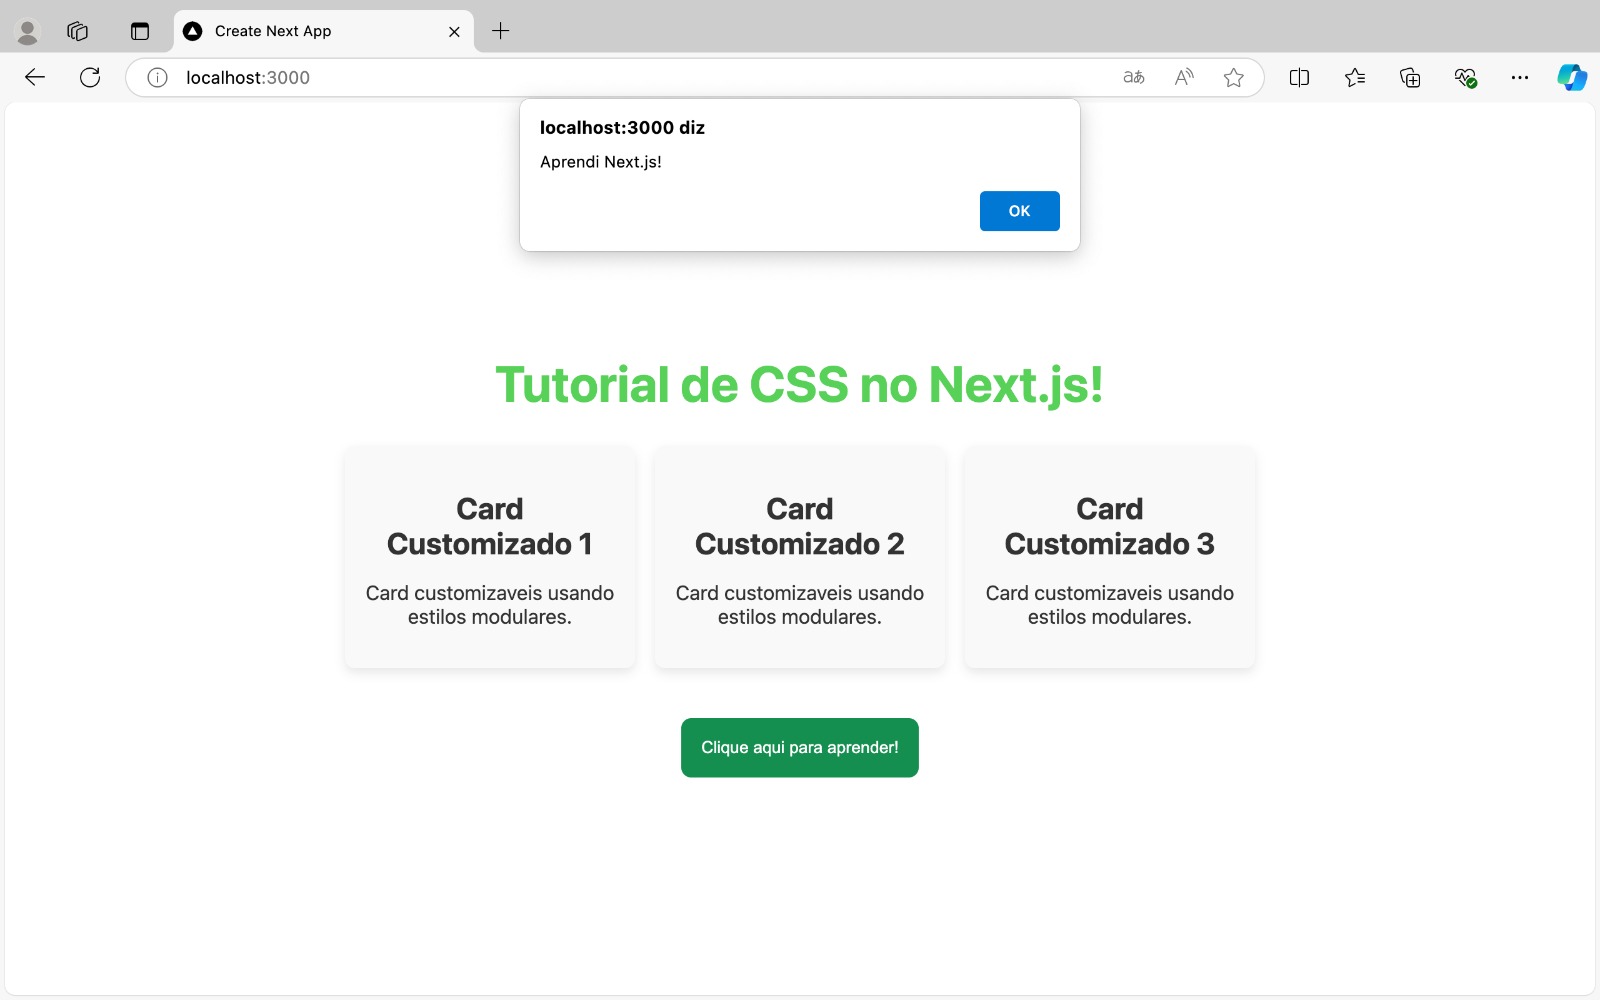 Create Next App
localhost:3000
localhost:3000 diz
Aprendi Next.js!
OK
Tutorial de CSS no Next.js!
Card
Customizado 1
Card customizaveis usando
estilos modulares.
Card
Customizado 2
Card customizaveis usando
estilos modulares.
Card
Customizado 3
Card customizaveis usando
estilos modulares.
Clique aqui para aprender!